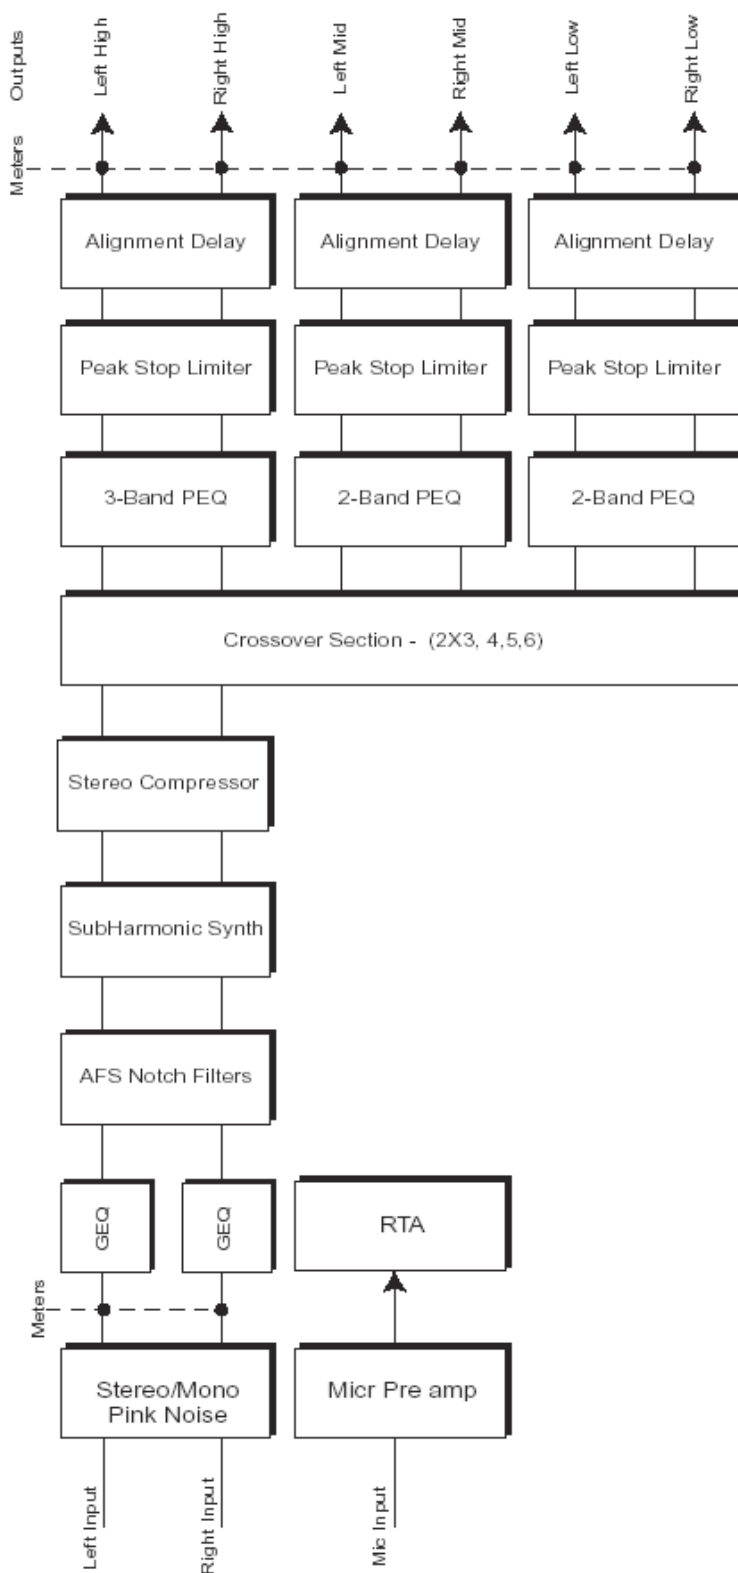 Outputs
Left High
Right High
Left Mid
Right Mid
Left Low
Right Low
Meters
Alignment Delay
Alignment Delay
Alignment Delay
Peak Stop Limiter
Peak Stop Limiter
Peak Stop Limiter
3-Band PEQ
2-Band PEQ
2-Band PEQ
Crossover Section - (2X3, 4,5,6)
Stereo Compressor
SubHarmonic Synth
AFS Notch Filters
GEQ
GEQ
RTA
Meters
Stereo/Mono
Pink Noise
Micr Pre amp
Left Input
Right Input
Mic Input